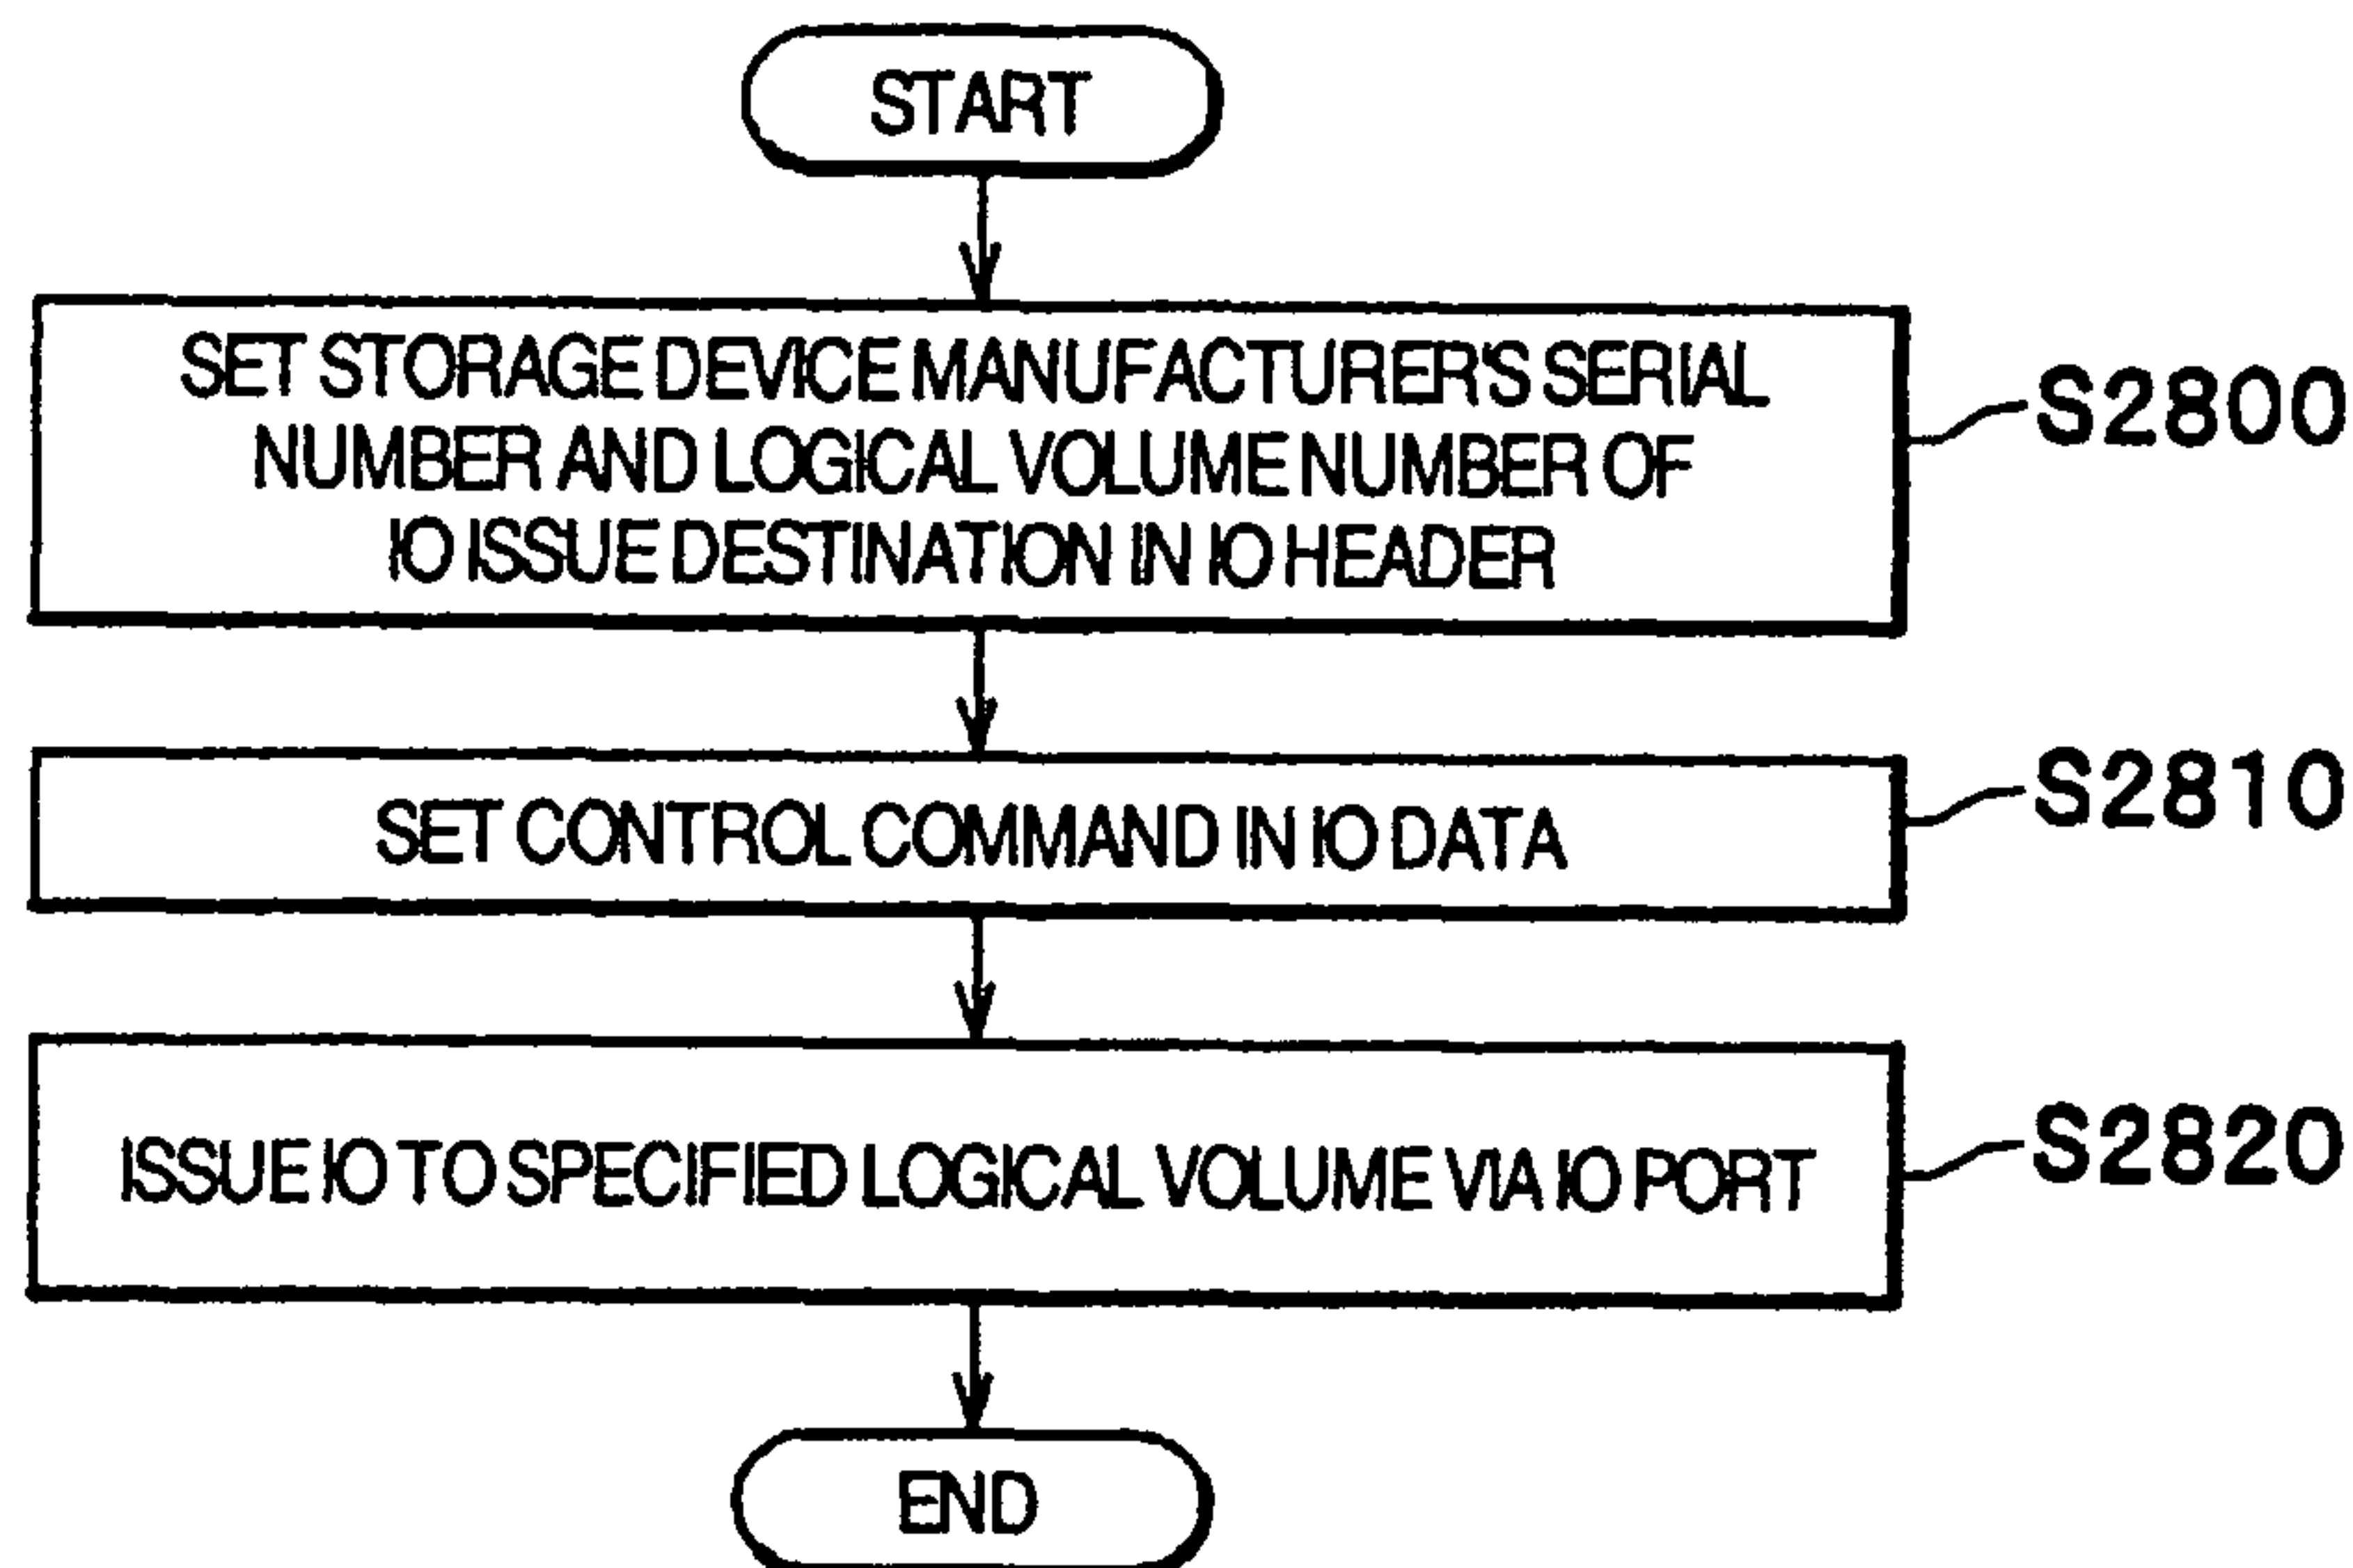 START
SET STORAGE DEVICE MANUFACTURER'S SERIAL
NUMBER AND LOGICAL VOLUME NUMBER OF
IO ISSUE DESTINATION IN IO HEADER
S2800
SET CONTROL COMMAND IN IO DATA
S2810
ISSUE IO TO SPECIFIED LOGICAL VOLUME VIA IO PORT
S2820
END